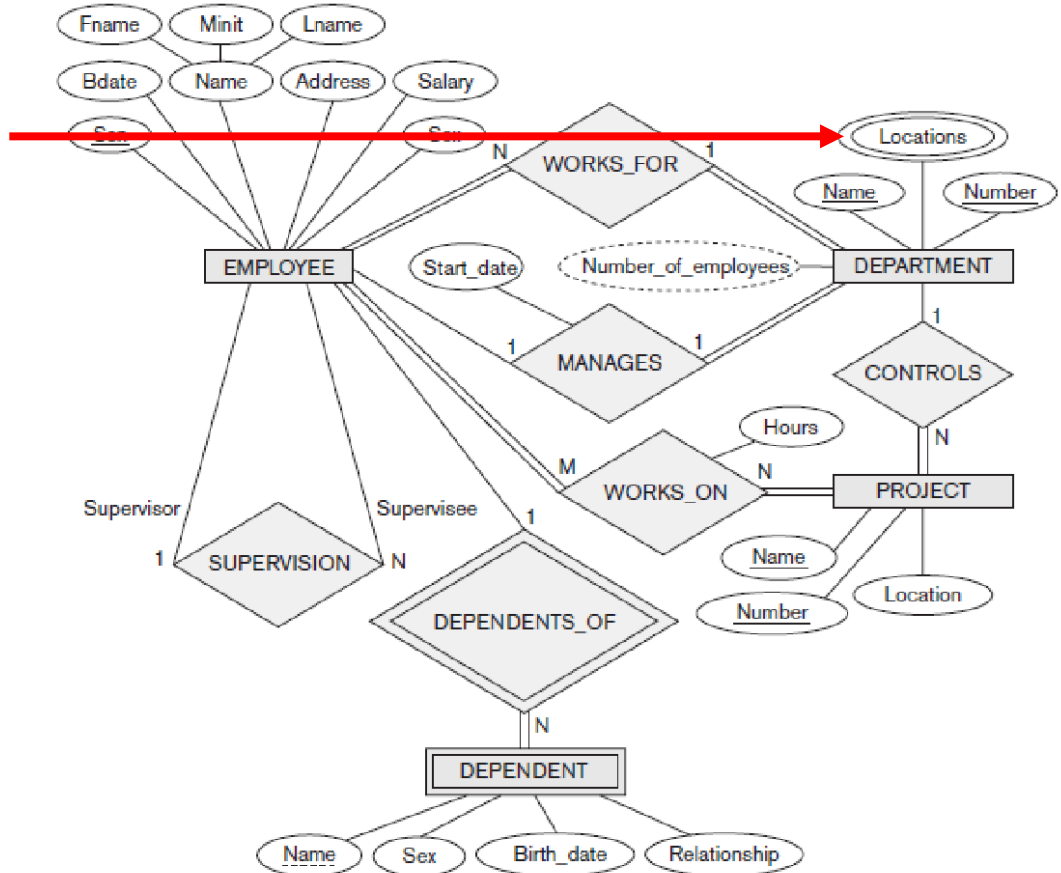 Fname Minit Lname
Bdate Name Address Salary
Ssn Sex Locations
N WORKS_FOR 1
Name Number
EMPLOYEE Start_date Number_of_employees DEPARTMENT
1 MANAGES 1
1
CONTROLS
Hours
N
M WORKS_ON N
PROJECT
Supervisor Supervisee
1 SUPERVISION N
1
Name
Number Location
DEPENDENTS_OF
N
DEPENDENT
Name Sex Birth_date Relationship